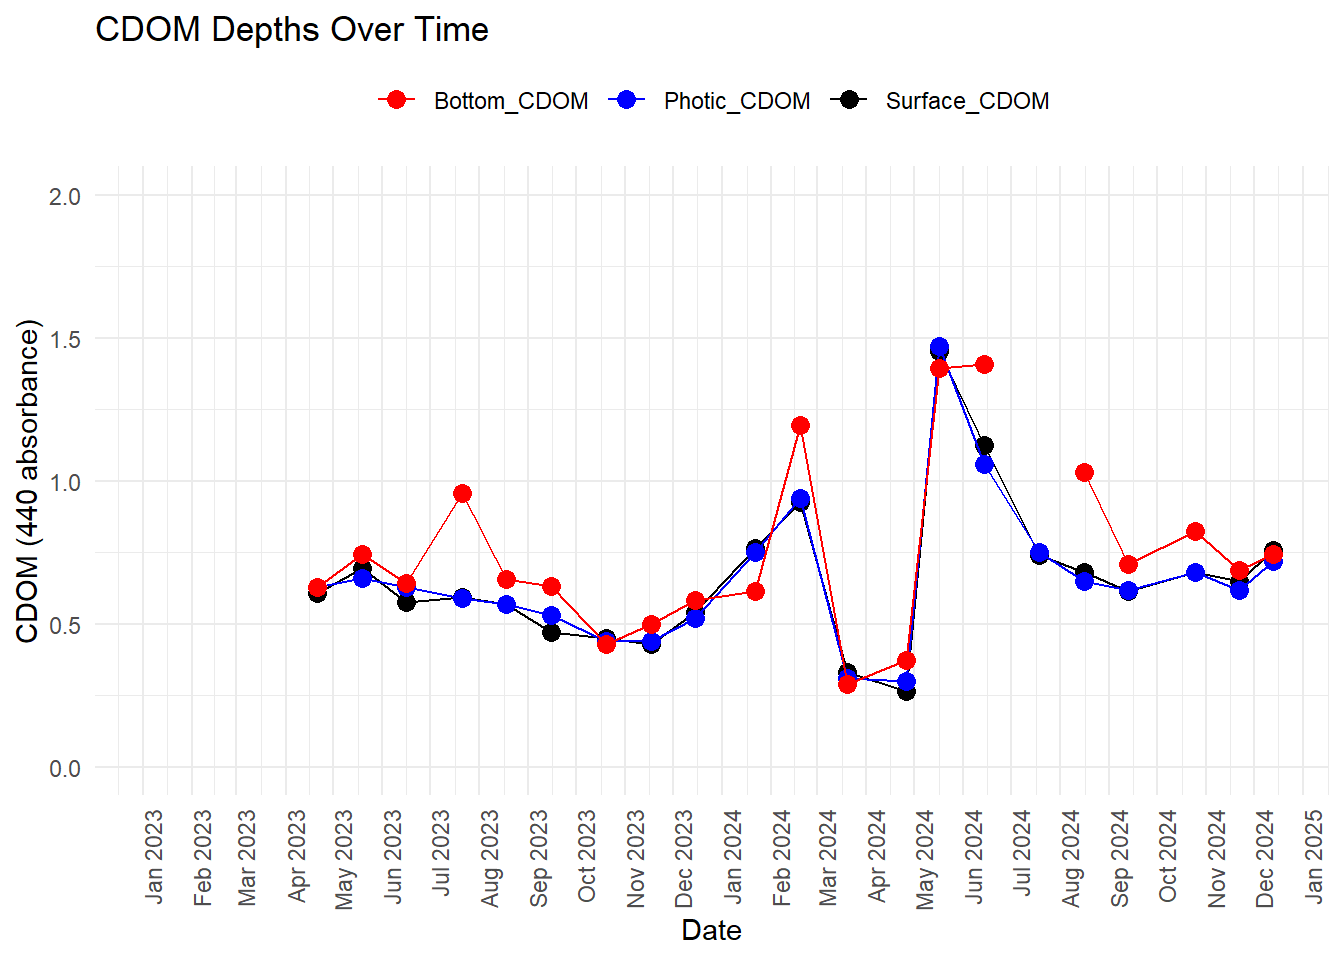 CDOM Depths Over Time
Bottom_CDOM Photic_CDOM Surface_CDOM
CDOM (440 absorbance)
2.0
1.5
1.0
0.5
0.0
Jan 2023
Feb 2023
Mar 2023
Apr 2023
May 2023
Jun 2023
Jul 2023
Aug 2023
Sep 2023
Oct 2023
Nov 2023
Dec 2023
Jan 2024
Feb 2024
Mar 2024
Apr 2024
May 2024
Jun 2024
Jul 2024
Aug 2024
Sep 2024
Oct 2024
Nov 2024
Dec 2024
Jan 2025
Date